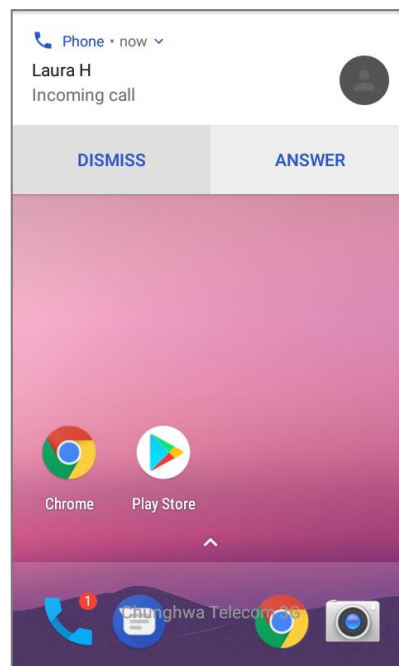 Phone • now
Laura H
Incoming call
DISMISS ANSWER
Chrome Play Store
1
Chunghwa Telecom 3G